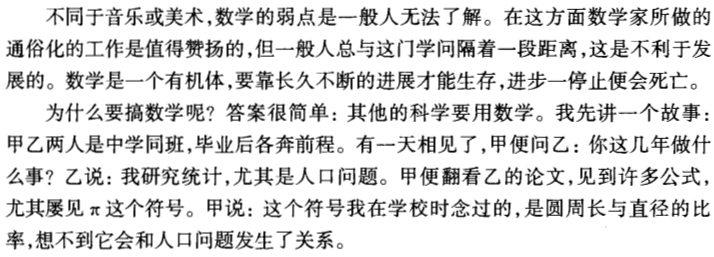 不同于音乐或美术,数学的弱点是一般人无法了解。在这方面数学家所做的
通俗化的工作是值得赞扬的,但一般人总与这门学问隔着一段距离,这是不利于发
展的。数学是一个有机体,要靠长久不断的进展才能生存,进步一停止便会死亡。
为什么要搞数学呢?答案很简单:其他的科学要用数学。我先讲一个故事:
甲乙两人是中学同班,毕业后各奔前程。有一天相见了,甲便问乙:你这几年做什
么事?乙说:我研究统计,尤其是人口问题。甲便翻看乙的论文,见到许多公式,
尤其屡见 π 这个符号。甲说:这个符号我在学校时念过的,是圆周长与直径的比
率,想不到它会和人口问题发生了关系。